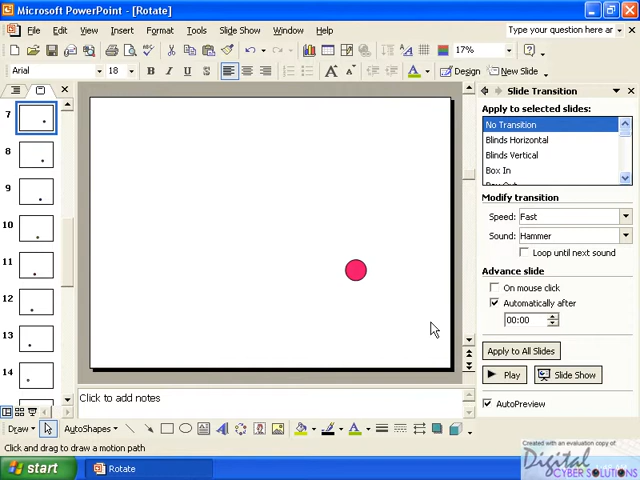 Microsoft PowerPoint - [Rotate]
File Edit View Insert Format Tools Slide Show Window Help
Type your question here
17%
Arial 18 B I U S A A A Design New Slide
7
8
9
10
11
12
13
14
Slide Transition
Apply to selected slides:
No Transition
Blinds Horizontal
Blinds Vertical
Box In
Box Out
Modify transition
Speed: Fast
Sound: Hammer
Loop until next sound
Advance slide
On mouse click
Automatically after
00:00
Apply to All Slides
Play Slide Show
AutoPreview
Click to add notes
Draw AutoShapes
Click and drag to draw a motion path
Created with an evaluation copy of
Digital
CYBER SOLUTIONS
start Rotate